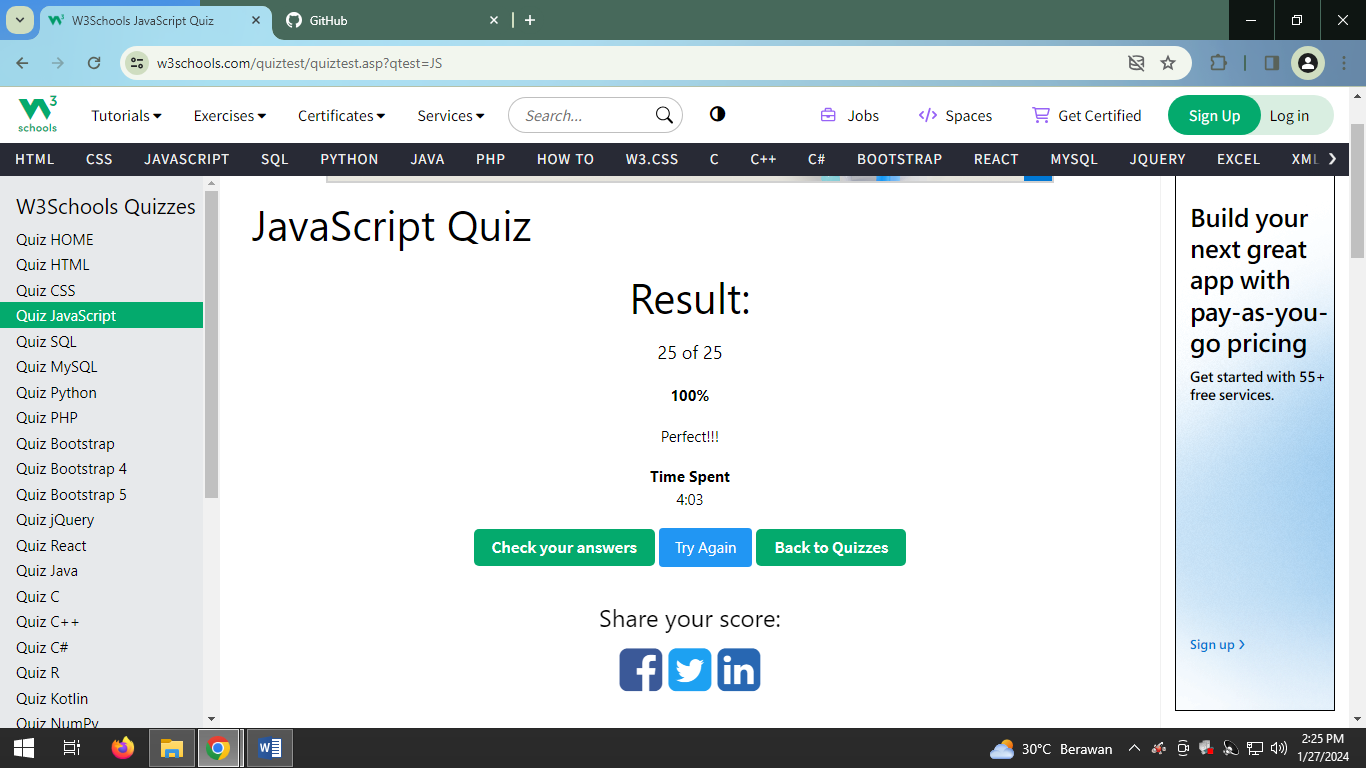 W3Schools JavaScript Quiz
GitHub
w3schools.com/quiztest/quiztest.asp?qtest=JS
W3 schools
Tutorials
Exercises
Certificates
Services
Search...
Jobs
Spaces
Get Certified
Sign Up
Log in
HTML CSS JAVASCRIPT SQL PYTHON JAVA PHP HOW TO W3.CSS C C++ C# BOOTSTRAP REACT MYSQL JQUERY EXCEL XML
W3Schools Quizzes
Quiz HOME
Quiz HTML
Quiz CSS
Quiz JavaScript
Quiz SQL
Quiz MySQL
Quiz Python
Quiz PHP
Quiz Bootstrap
Quiz Bootstrap 4
Quiz Bootstrap 5
Quiz jQuery
Quiz React
Quiz Java
Quiz C
Quiz C++
Quiz C#
Quiz R
Quiz Kotlin
Quiz NumPy
JavaScript Quiz
Result:
25 of 25
100%
Perfect!!!
Time Spent
4:03
Check your answers
Try Again
Back to Quizzes
Share your score:
Build your
next great
app with
pay-as-you-
go pricing
Get started with 55+
free services.
Sign up
30°C Berawan
2:25 PM
1/27/2024